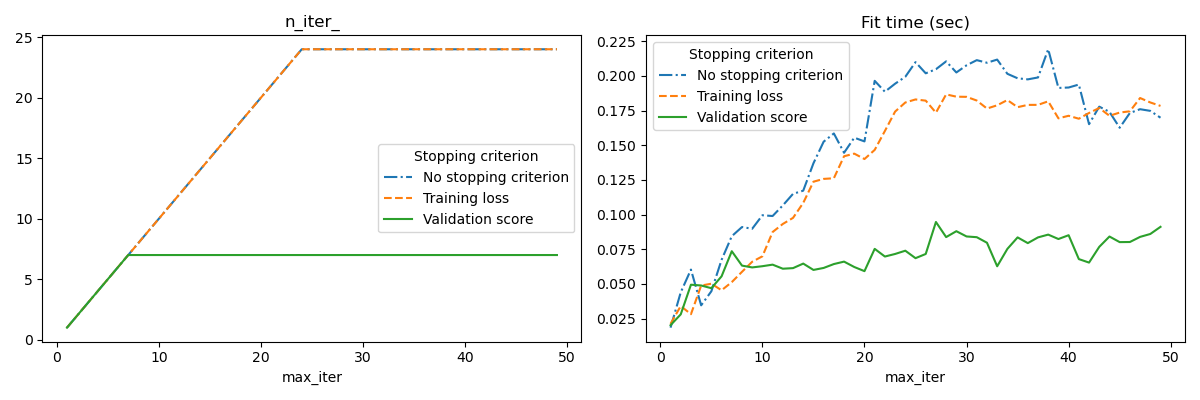 n_iter_
25
20
15
10
5
0
Stopping criterion
No stopping criterion
Training loss
Validation score
0
10
20
30
40
50
max_iter
Fit time (sec)
0.225
0.200
0.175
0.150
0.125
0.100
0.075
0.050
0.025
Stopping criterion
No stopping criterion
Training loss
Validation score
0
10
20
30
40
50
max_iter